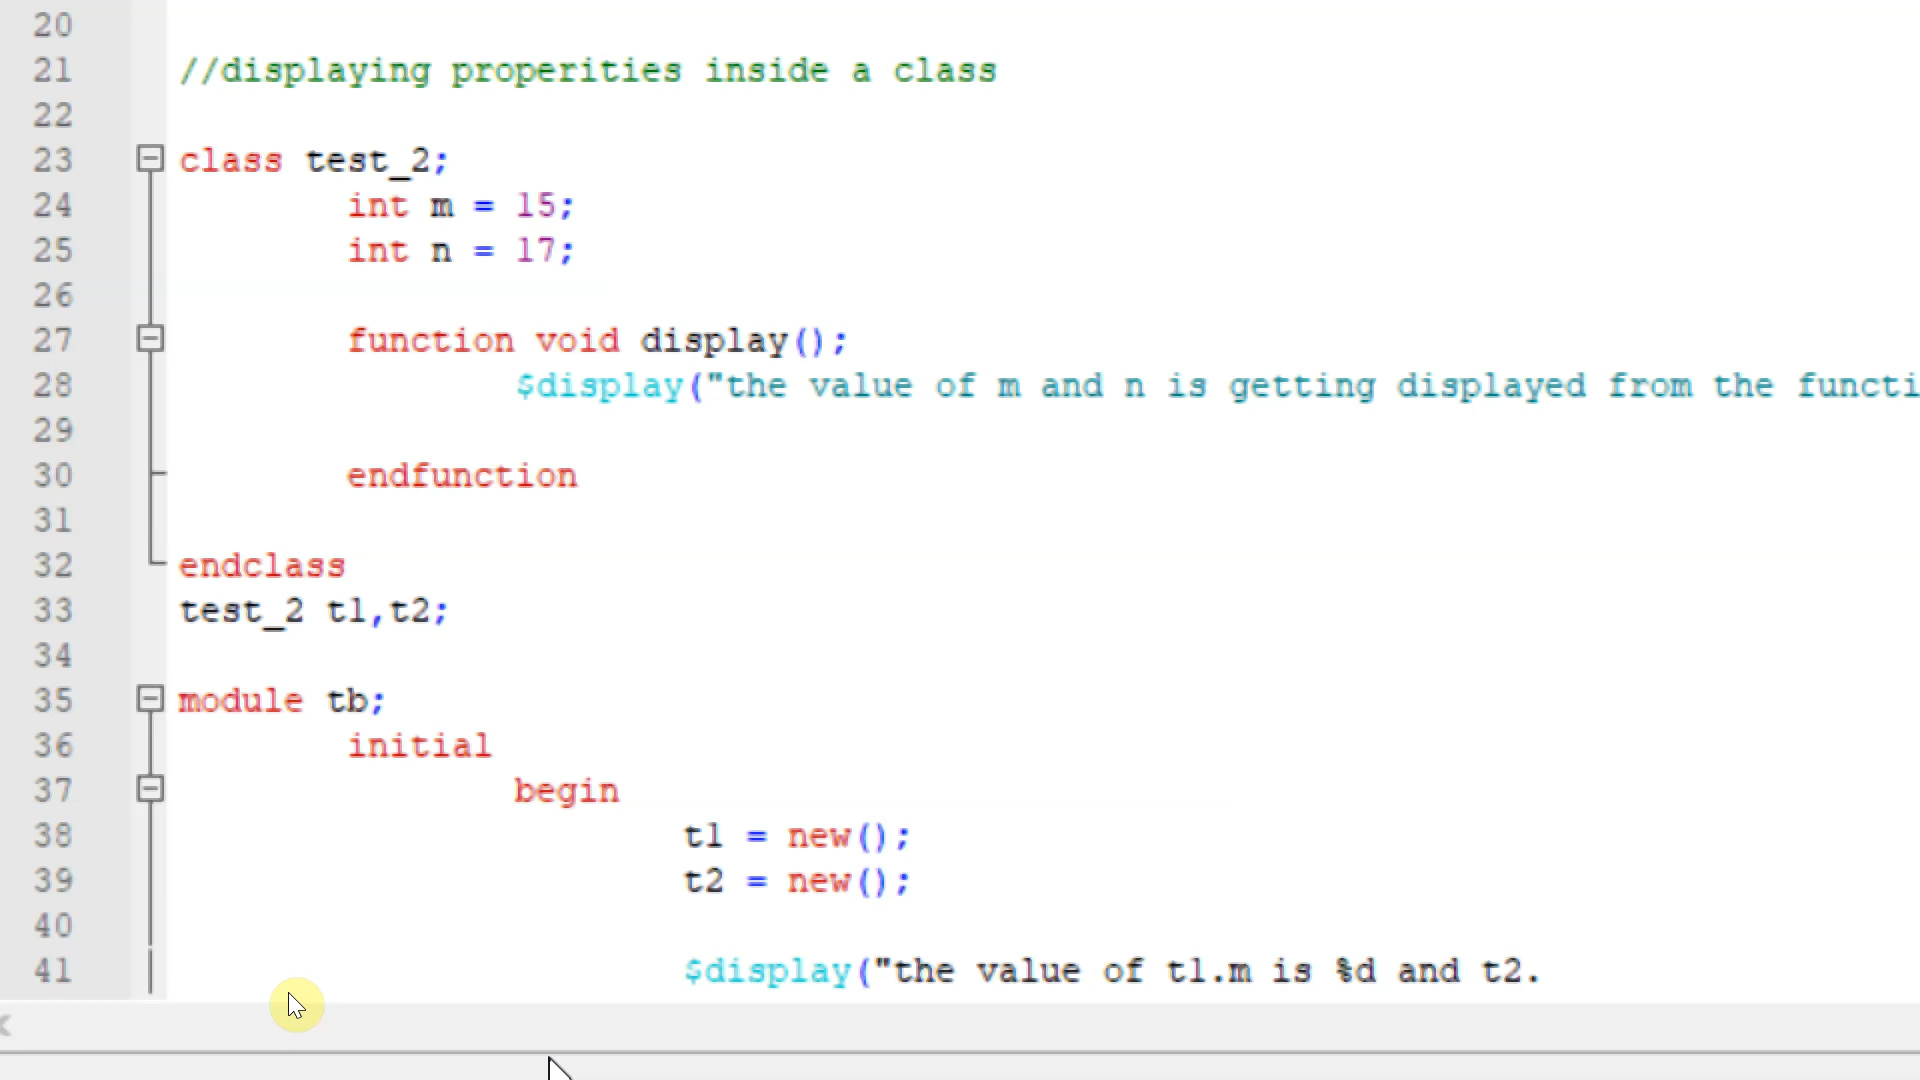 20
21 //displaying properities inside a class
22
23 class test_2;
24 int m = 15;
25 int n = 17;
26
27 function void display();
28 $display("the value of m and n is getting displayed from the functi
29
30 endfunction
31
32 endclass
33 test_2 t1,t2;
34
35 module tb;
36 initial
37 begin
38 t1 = new();
39 t2 = new();
40
41 $display("the value of t1.m is %d and t2.